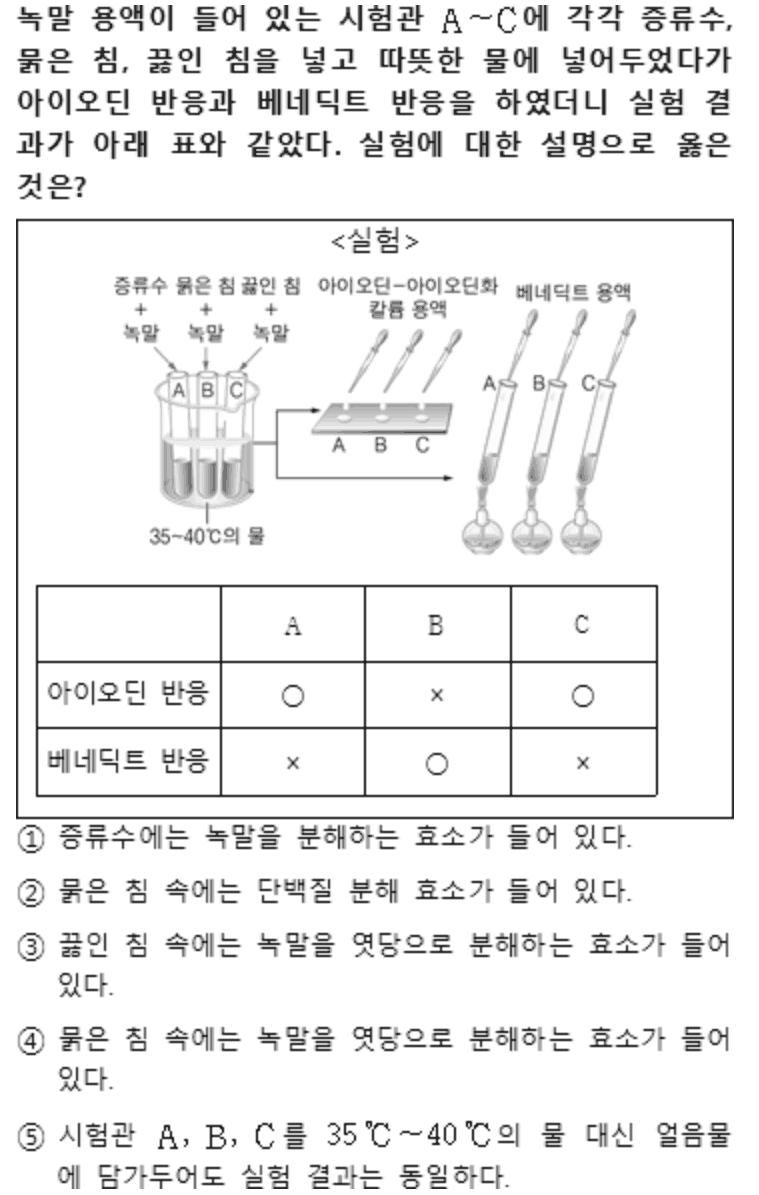 녹말 용액이 들어 있는 시험관 A~C에 각각 증류수,
묽은 침, 끓인 침을 넣고 따뜻한 물에 넣어두었다가
아이오딘 반응과 베네딕트 반응을 하였더니 실험 결
과가 아래 표와 같았다. 실험에 대한 설명으로 옳은
것은?
<실험>
증류수 묽은 침 끓인 침
+ + +
녹말 녹말 녹말
아이오딘-아이오딘화
칼륨 용액
베네딕트 용액
A B C
A B C
A B C
35~40℃의 물
A B C
아이오딘 반응 ○ × ○
베네딕트 반응 × ○ ×
① 증류수에는 녹말을 분해하는 효소가 들어 있다.
② 묽은 침 속에는 단백질 분해 효소가 들어 있다.
③ 끓인 침 속에는 녹말을 엿당으로 분해하는 효소가 들어
있다.
④ 묽은 침 속에는 녹말을 엿당으로 분해하는 효소가 들어
있다.
⑤ 시험관 A, B, C를 35℃~40℃의 물 대신 얼음물
에 담가두어도 실험 결과는 동일하다.